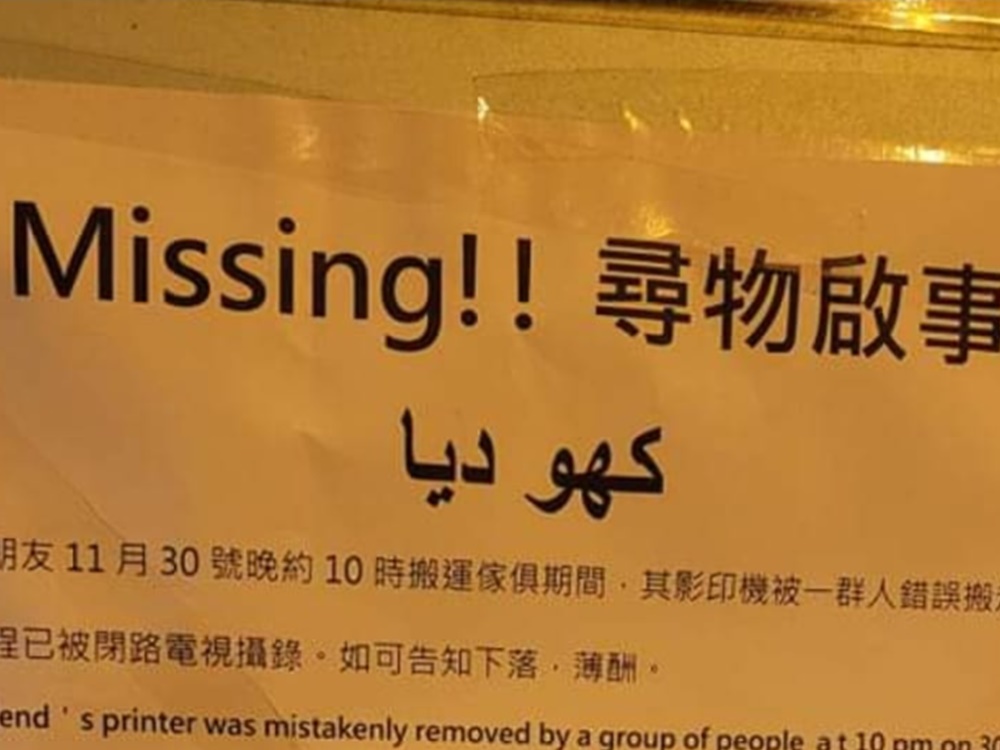 Missing!! 尋物啟事
کھو دیا
朋友 11 月 30 號晚約 10 時搬運傢俱期間，其影印機被一群人錯誤搬
程已被閉路電視攝錄。如可告知下落，薄酬。
end's printer was mistakenly removed by a group of people at 10 pm on 30